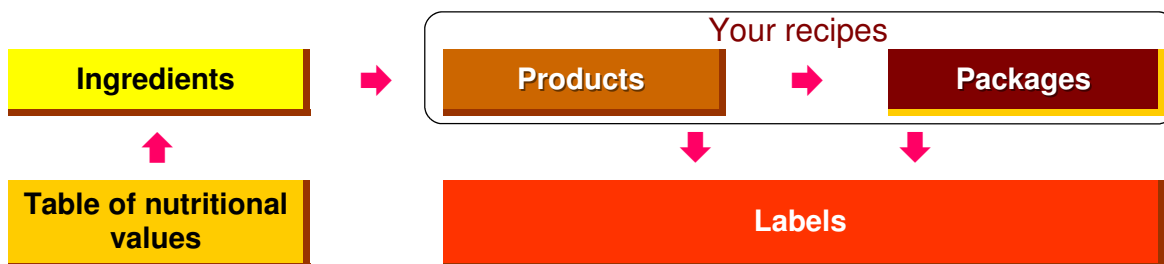 Your recipes
Ingredients
Products
Packages
Table of nutritional
values
Labels